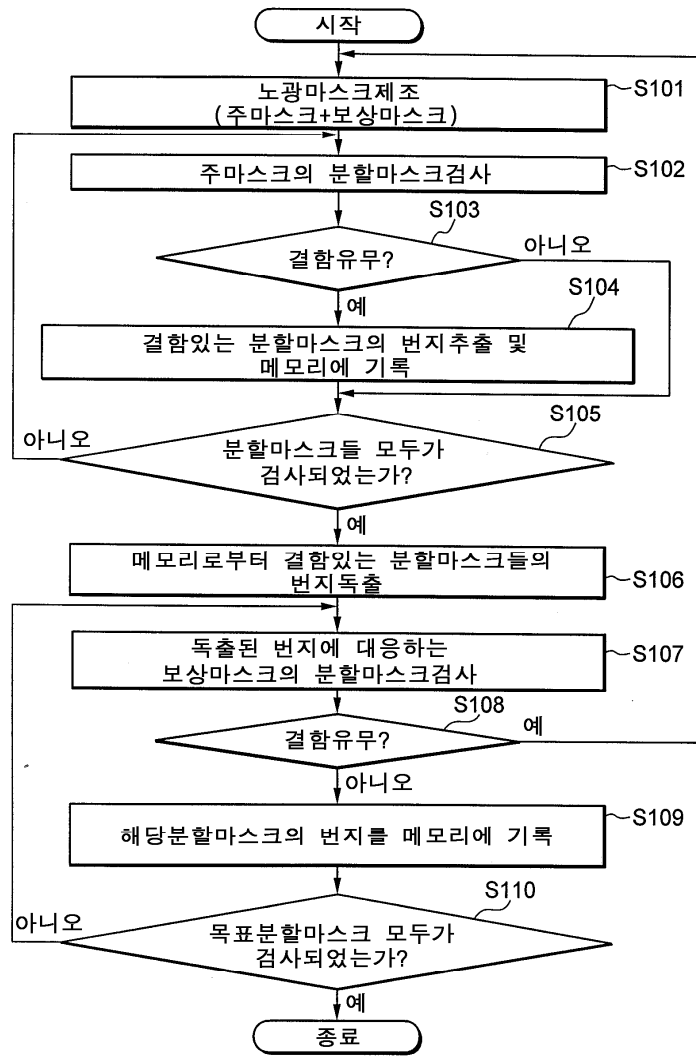 시작
노광마스크제조
(주마스크+보상마스크)
S101
주마스크의 분할마스크검사
S102
S103
결함유무?
아니오
예
S104
결함있는 분할마스크의 번지추출 및
메모리에 기록
S105
아니오
분할마스크들 모두가
검사되었는가?
예
메모리로부터 결함있는 분할마스크들의
번지독출
S106
독출된 번지에 대응하는
보상마스크의 분할마스크검사
S107
S108
결함유무?
예
아니오
해당분할마스크의 번지를 메모리에 기록
S109
S110
아니오
목표분할마스크 모두가
검사되었는가?
예
종료